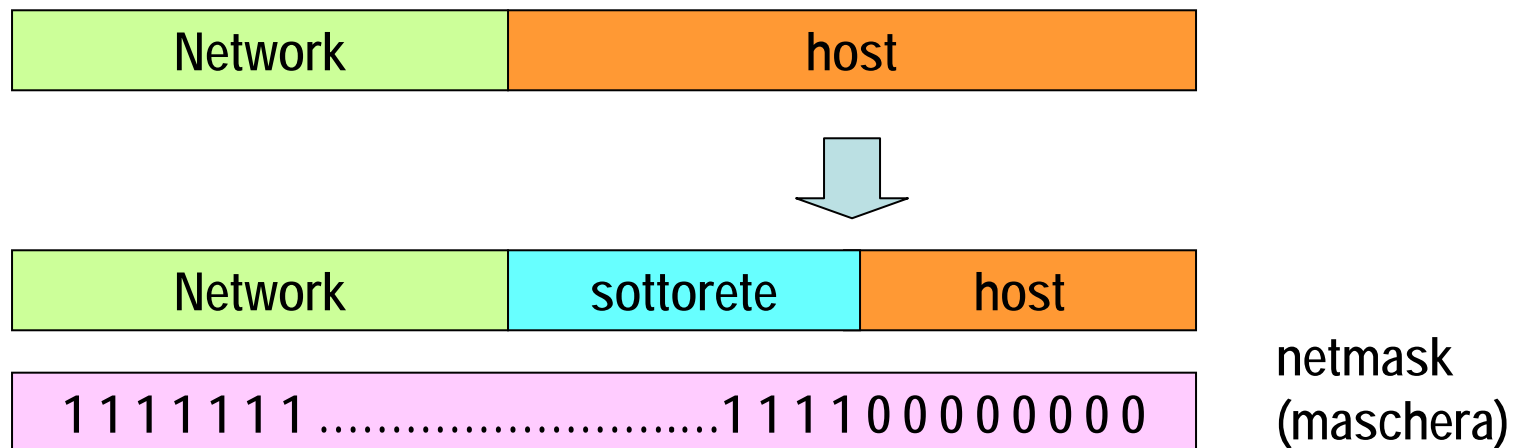 Network host
Network sottorete host
1 1 1 1 1 1 1 ................................ 1 1 1 1 0 0 0 0 0 0 0 0
netmask
(maschera)